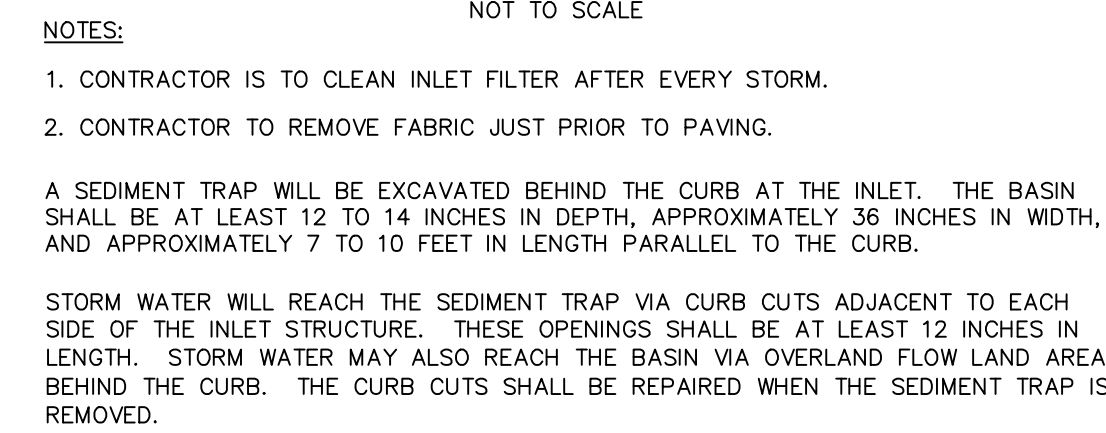 NOT TO SCALE
NOTES:
1. CONTRACTOR IS TO CLEAN INLET FILTER AFTER EVERY STORM.
2. CONTRACTOR TO REMOVE FABRIC JUST PRIOR TO PAVING.
A SEDIMENT TRAP WILL BE EXCAVATED BEHIND THE CURB AT THE INLET. THE BASIN
SHALL BE AT LEAST 12 TO 14 INCHES IN DEPTH, APPROXIMATELY 36 INCHES IN WIDTH,
AND APPROXIMATELY 7 TO 10 FEET IN LENGTH PARALLEL TO THE CURB.
STORM WATER WILL REACH THE SEDIMENT TRAP VIA CURB CUTS ADJACENT TO EACH
SIDE OF THE INLET STRUCTURE. THESE OPENINGS SHALL BE AT LEAST 12 INCHES IN
LENGTH. STORM WATER MAY ALSO REACH THE BASIN VIA OVERLAND FLOW LAND AREA
BEHIND THE CURB. THE CURB CUTS SHALL BE REPAIRED WHEN THE SEDIMENT TRAP IS
REMOVED.